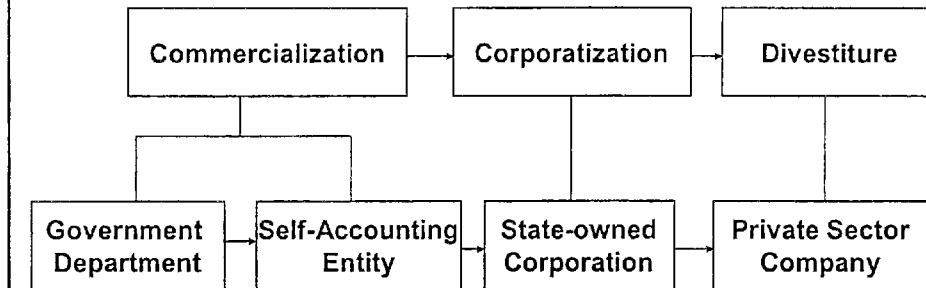 Commercialization
Corporatization
Divestiture
Government
Department
Self-Accounting
Entity
State-owned
Corporation
Private Sector
Company